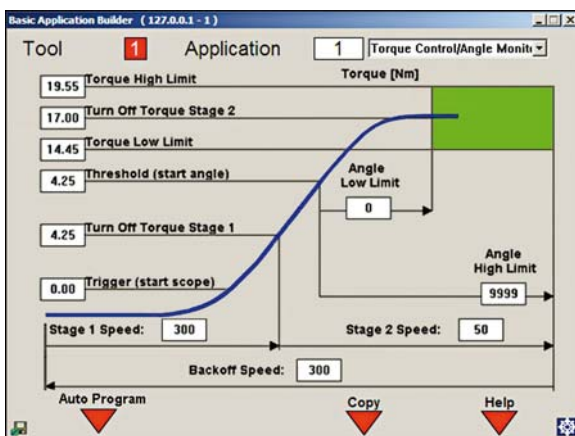 Basic Application Builder ( 127.0.0.1 - 1 )
Tool 1 Application 1 Torque Control/Angle Monit
Torque [Nm]
19.55 Torque High Limit
17.00 Turn Off Torque Stage 2
14.45 Torque Low Limit
4.25 Threshold (start angle)
Angle
Low Limit
0
4.25 Turn Off Torque Stage 1
Angle
High Limit
0.00 Trigger (start scope)
9999
Stage 1 Speed: 300 Stage 2 Speed: 50
Backoff Speed: 300
Auto Program Copy Help